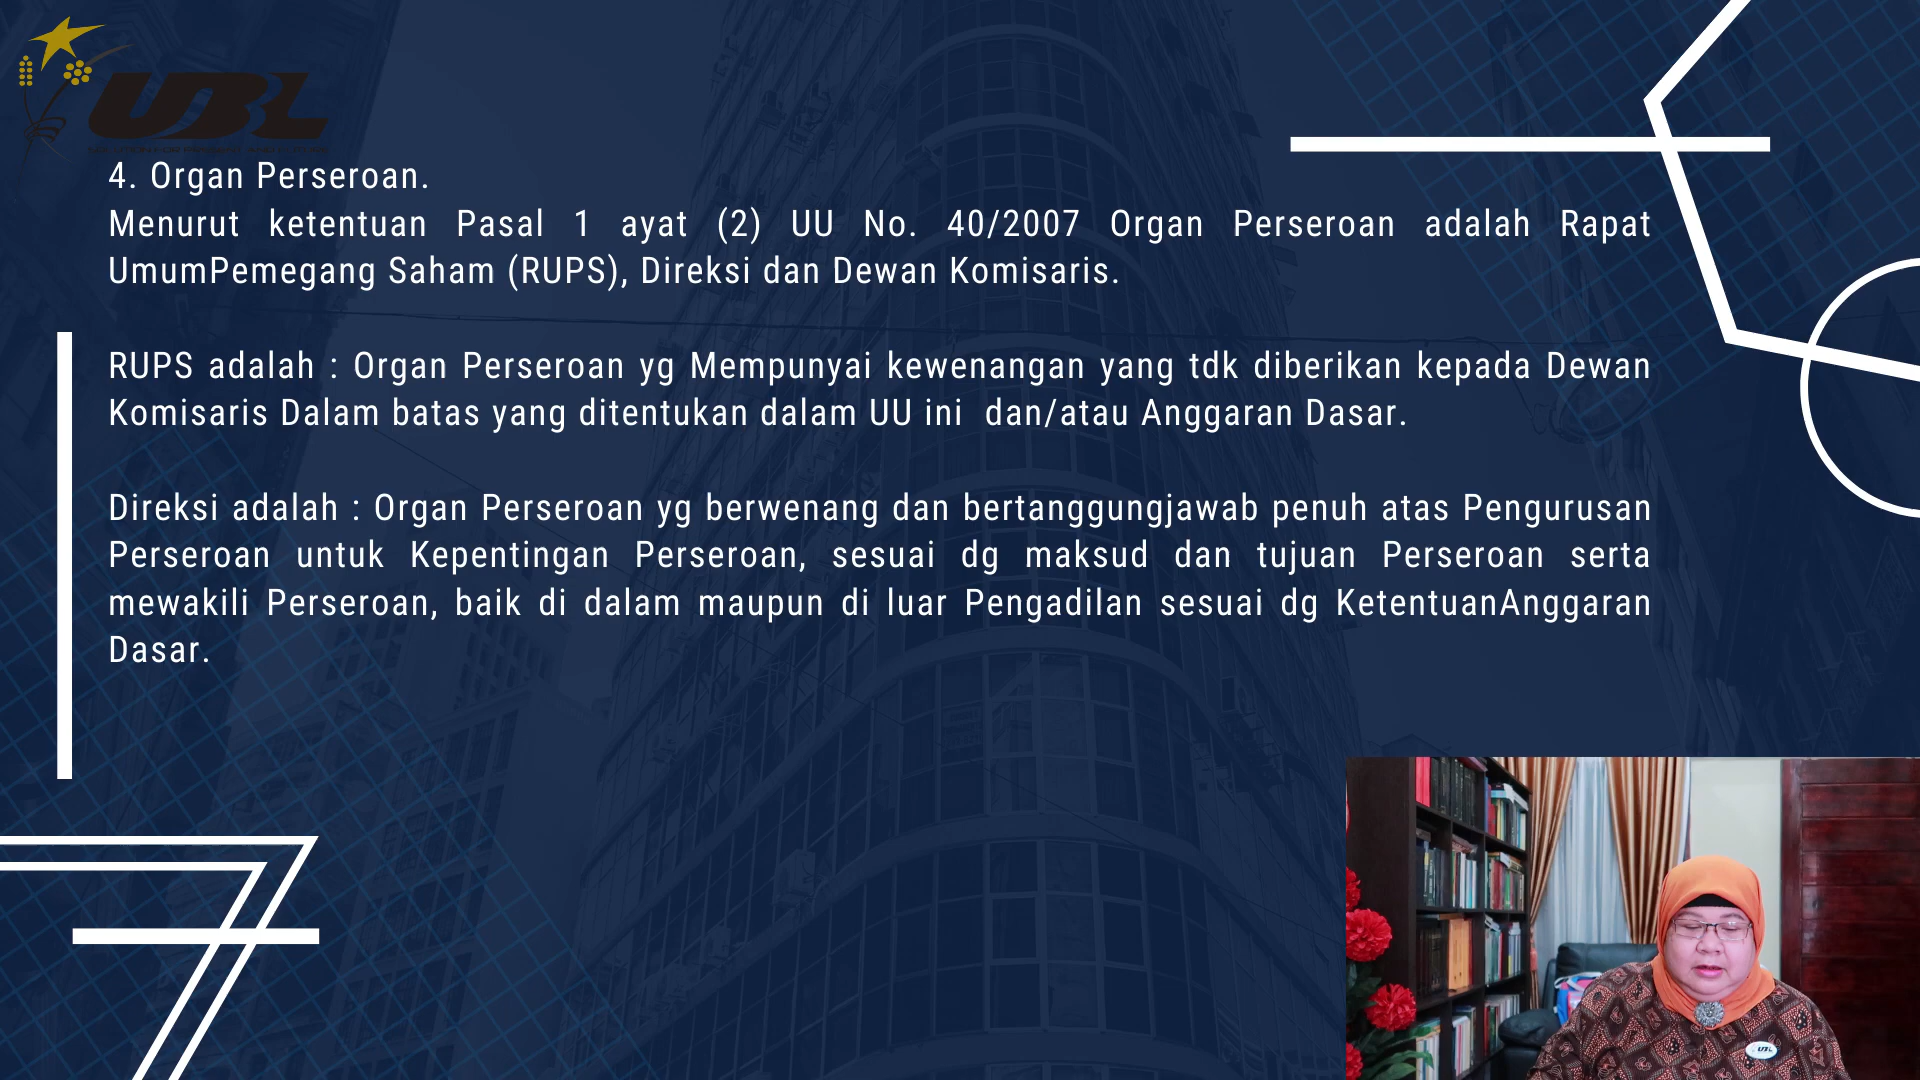 UBL
4. Organ Perseroan.
Menurut ketentuan Pasal 1 ayat (2) UU No. 40/2007 Organ Perseroan adalah Rapat
UmumPemegang Saham (RUPS), Direksi dan Dewan Komisaris.
RUPS adalah : Organ Perseroan yg Mempunyai kewenangan yang tdk diberikan kepada Dewan
Komisaris Dalam batas yang ditentukan dalam UU ini dan/atau Anggaran Dasar.
Direksi adalah : Organ Perseroan yg berwenang dan bertanggungjawab penuh atas Pengurusan
Perseroan untuk Kepentingan Perseroan, sesuai dg maksud dan tujuan Perseroan serta
mewakili Perseroan, baik di dalam maupun di luar Pengadilan sesuai dg KetentuanAnggaran
Dasar.
UBL